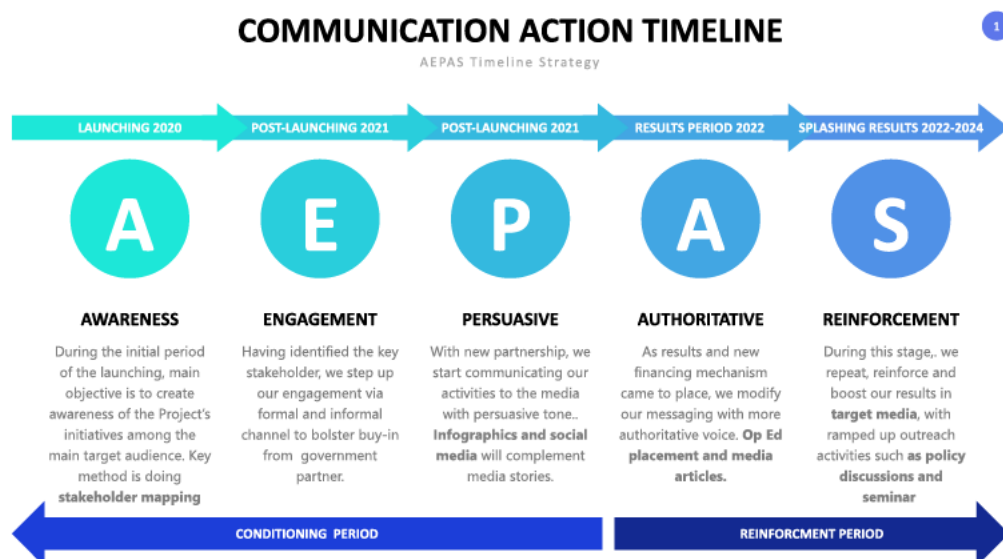 COMMUNICATION ACTION TIMELINE
1
AEPAS Timeline Strategy
LAUNCHING 2020
POST-LAUNCHING 2021
POST-LAUNCHING 2021
RESULTS PERIOD 2022
SPLASHING RESULTS 2022-2024
A
E
P
A
S
AWARENESS
During the initial period
of the launching, main
objective is to create
awareness of the Project's
initiatives among the
main target audience. Key
method is doing
stakeholder mapping
ENGAGEMENT
Having identified the key
stakeholder, we step up
our engagement via
formal and informal
channel to bolster buy-in
from government
partner.
PERSUASIVE
With new partnership, we
start communicating our
activities to the media
with persuasive tone..
Infographics and social
media will complement
media stories.
AUTHORITATIVE
As results and new
financing mechanism
came to place, we modify
our messaging with more
authoritative voice. Op Ed
placement and media
articles.
REINFORCEMENT
During this stage,. we
repeat, reinforce and
boost our results in
target media, with
ramped up outreach
activities such as policy
discussions and
seminar
CONDITIONING PERIOD
REINFORCMENT PERIOD